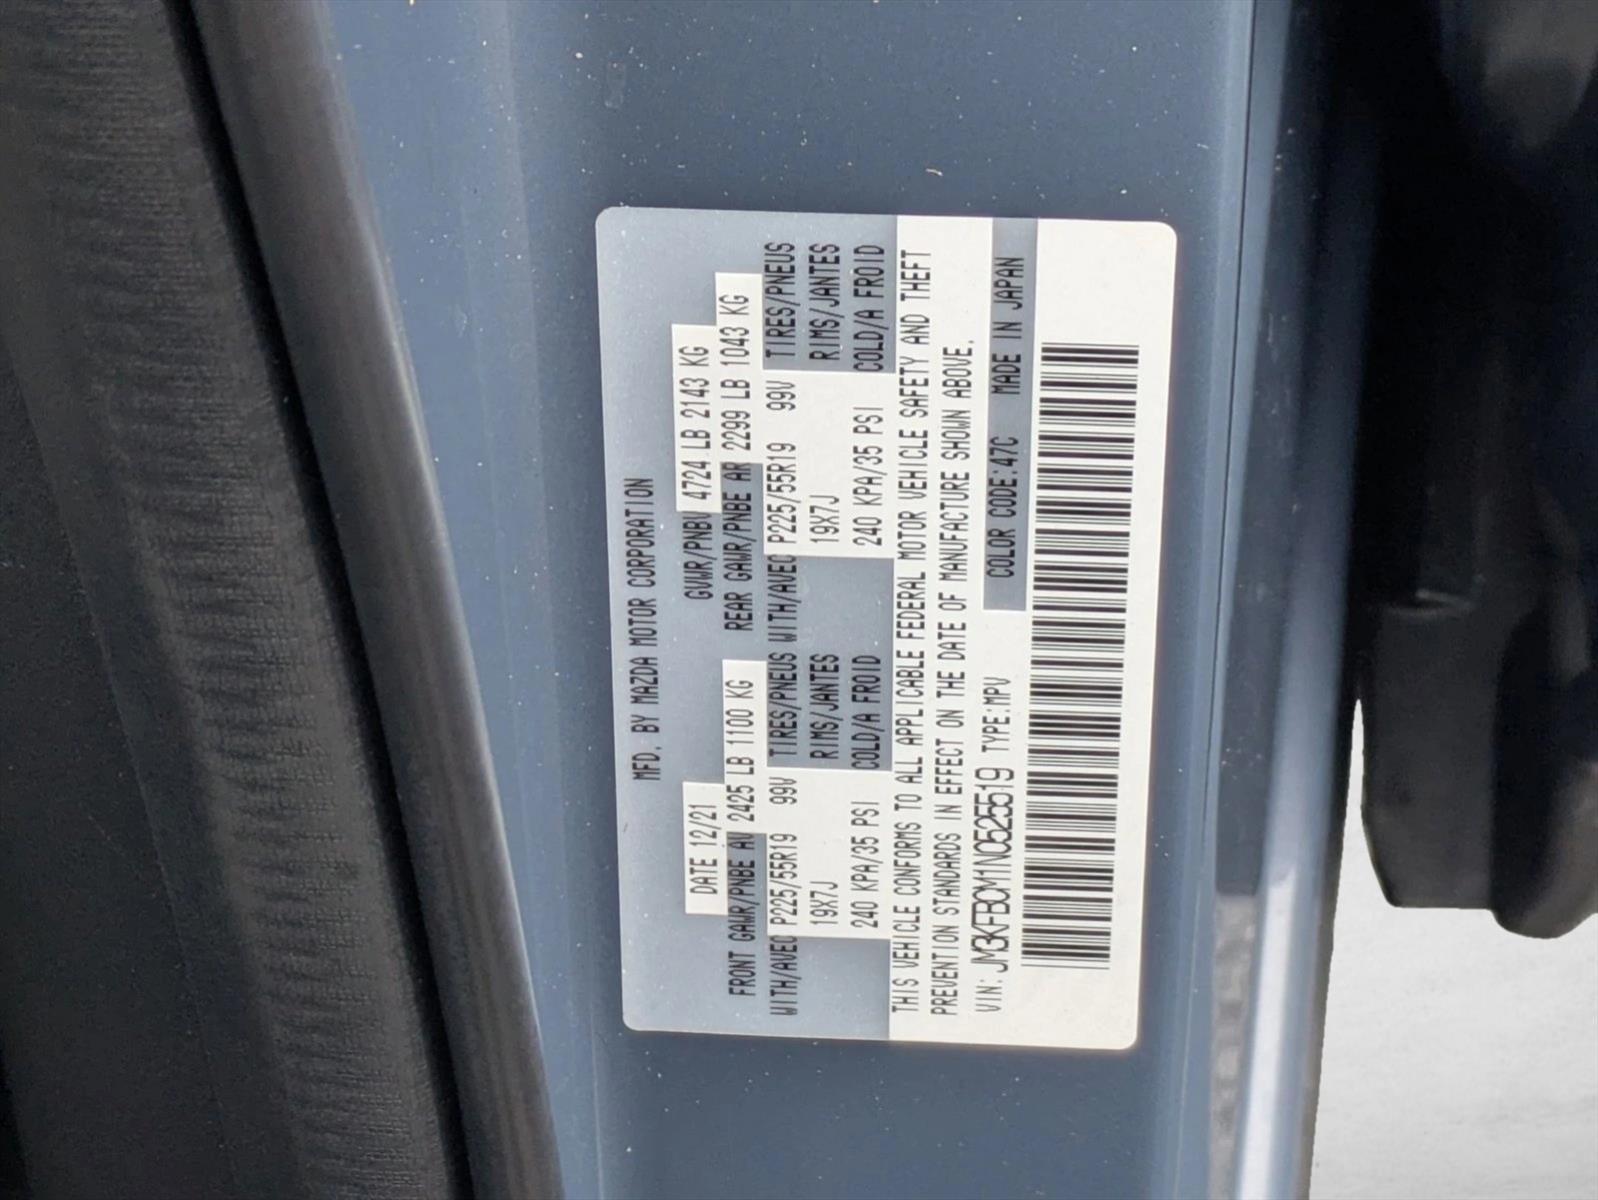 MFD. BY MAZDA MOTOR CORPORATION
DATE 12/21 GVWR/PNBV 4724 LB 2143 KG
FRONT GAWR/PNBE AV 2425 LB 1100 KG REAR GAWR/PNBE AR 2299 LB 1043 KG
WITH/AVEC P225/55R19 99V TIRES/PNEUS WITH/AVEC P225/55R19 99V TIRES/PNEUS
19X7J RIMS/JANTES 19X7J RIMS/JANTES
240 KPA/35 PSI COLD/A FROID 240 KPA/35 PSI COLD/A FROID
THIS VEHICLE CONFORMS TO ALL APPLICABLE FEDERAL MOTOR VEHICLE SAFETY AND THEFT
PREVENTION STANDARDS IN EFFECT ON THE DATE OF MANUFACTURE SHOWN ABOVE.
VIN: JM3KFBCM1N0525519 TYPE:MPV COLOR CODE:47C MADE IN JAPAN